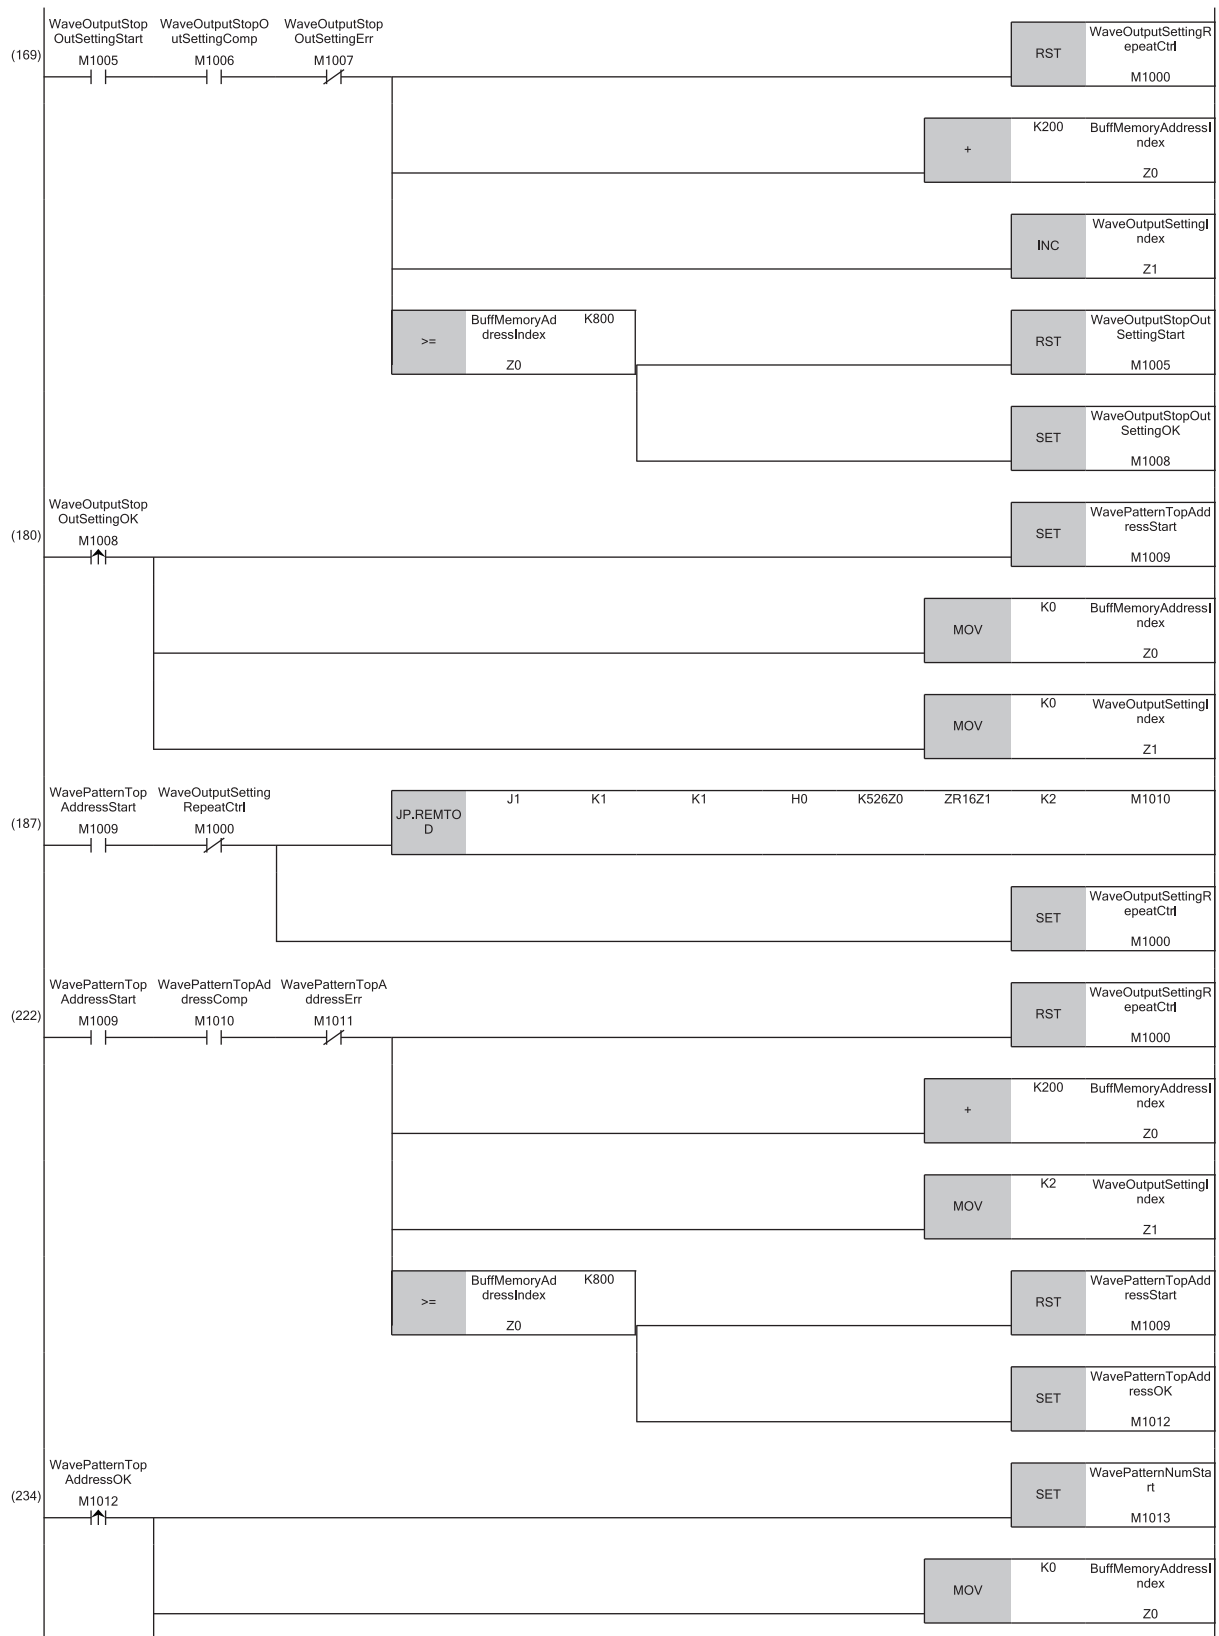 WaveOutputStop WaveOutputStopO WaveOutputStop
OutSettingStart utSettingComp OutSettingErr
(169) M1005 M1006 M1007
RST WaveOutputSettingR
epeatCtrl
M1000
+ K200 BuffMemoryAddressI
ndex
Z0
INC WaveOutputSettingI
ndex
Z1
>= BuffMemoryAd K800
dressIndex
Z0
RST WaveOutputStopOut
SettingStart
M1005
SET WaveOutputStopOut
SettingOK
M1008
WaveOutputStop
OutSettingOK
(180) M1008
SET WavePatternTopAdd
ressStart
M1009
MOV K0 BuffMemoryAddressI
ndex
Z0
MOV K0 WaveOutputSettingI
ndex
Z1
WavePatternTop WaveOutputSetting
AddressStart RepeatCtrl
(187) M1009 M1000
JP.REMTO J1 K1 K1 H0 K526Z0 ZR16Z1 K2 M1010
D
SET WaveOutputSettingR
epeatCtrl
M1000
WavePatternTop WavePatternTopAd WavePatternTopA
AddressStart dressComp ddressErr
(222) M1009 M1010 M1011
RST WaveOutputSettingR
epeatCtrl
M1000
+ K200 BuffMemoryAddressI
ndex
Z0
MOV K2 WaveOutputSettingI
ndex
Z1
>= BuffMemoryAd K800
dressIndex
Z0
RST WavePatternTopAdd
ressStart
M1009
SET WavePatternTopAdd
ressOK
M1012
WavePatternTop
AddressOK
(234) M1012
SET WavePatternNumSta
rt
M1013
MOV K0 BuffMemoryAddressI
ndex
Z0